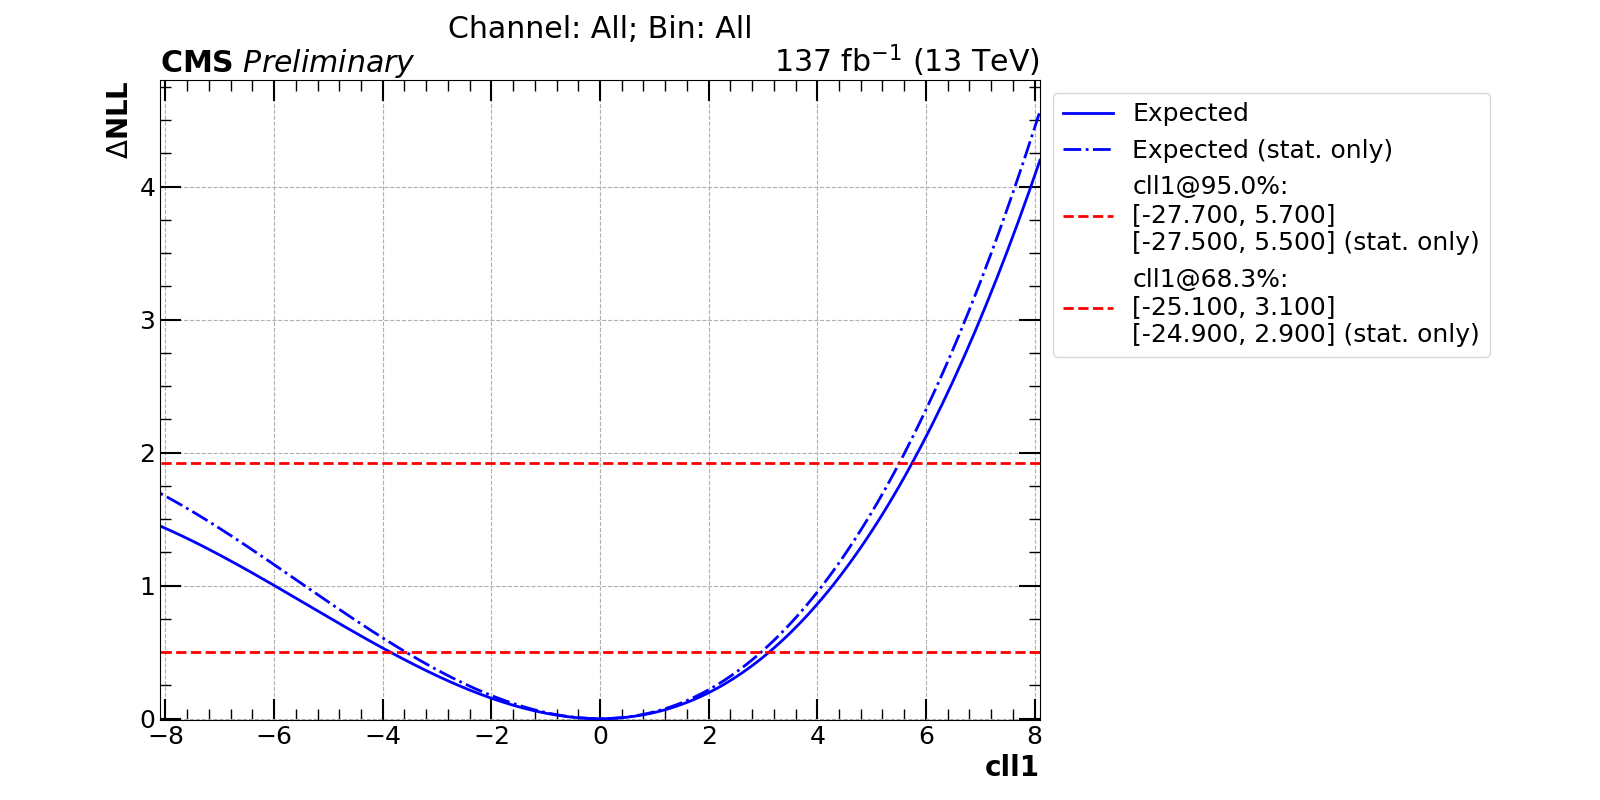 Channel: All; Bin: All
CMS Preliminary 137 fb⁻¹ (13 TeV)
ΔNLL
4
3
2
1
0
−8 −6 −4 −2 0 2 4 6 8
cll1
Expected
Expected (stat. only)
cll1@95.0%:
[-27.700, 5.700]
[-27.500, 5.500] (stat. only)
cll1@68.3%:
[-25.100, 3.100]
[-24.900, 2.900] (stat. only)